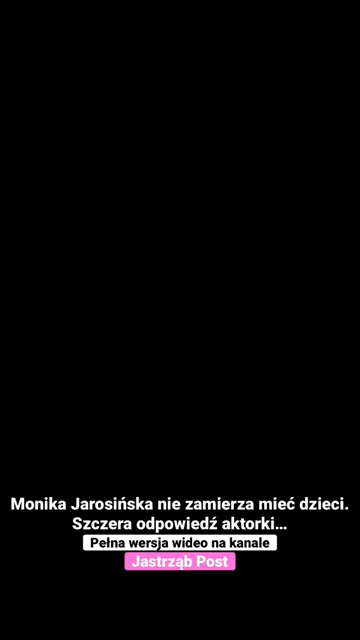 Monika Jarosińska nie zamierza mieć dzieci.
Szczera odpowiedź aktorki...
Pełna wersja wideo na kanale
Jastrząb Post